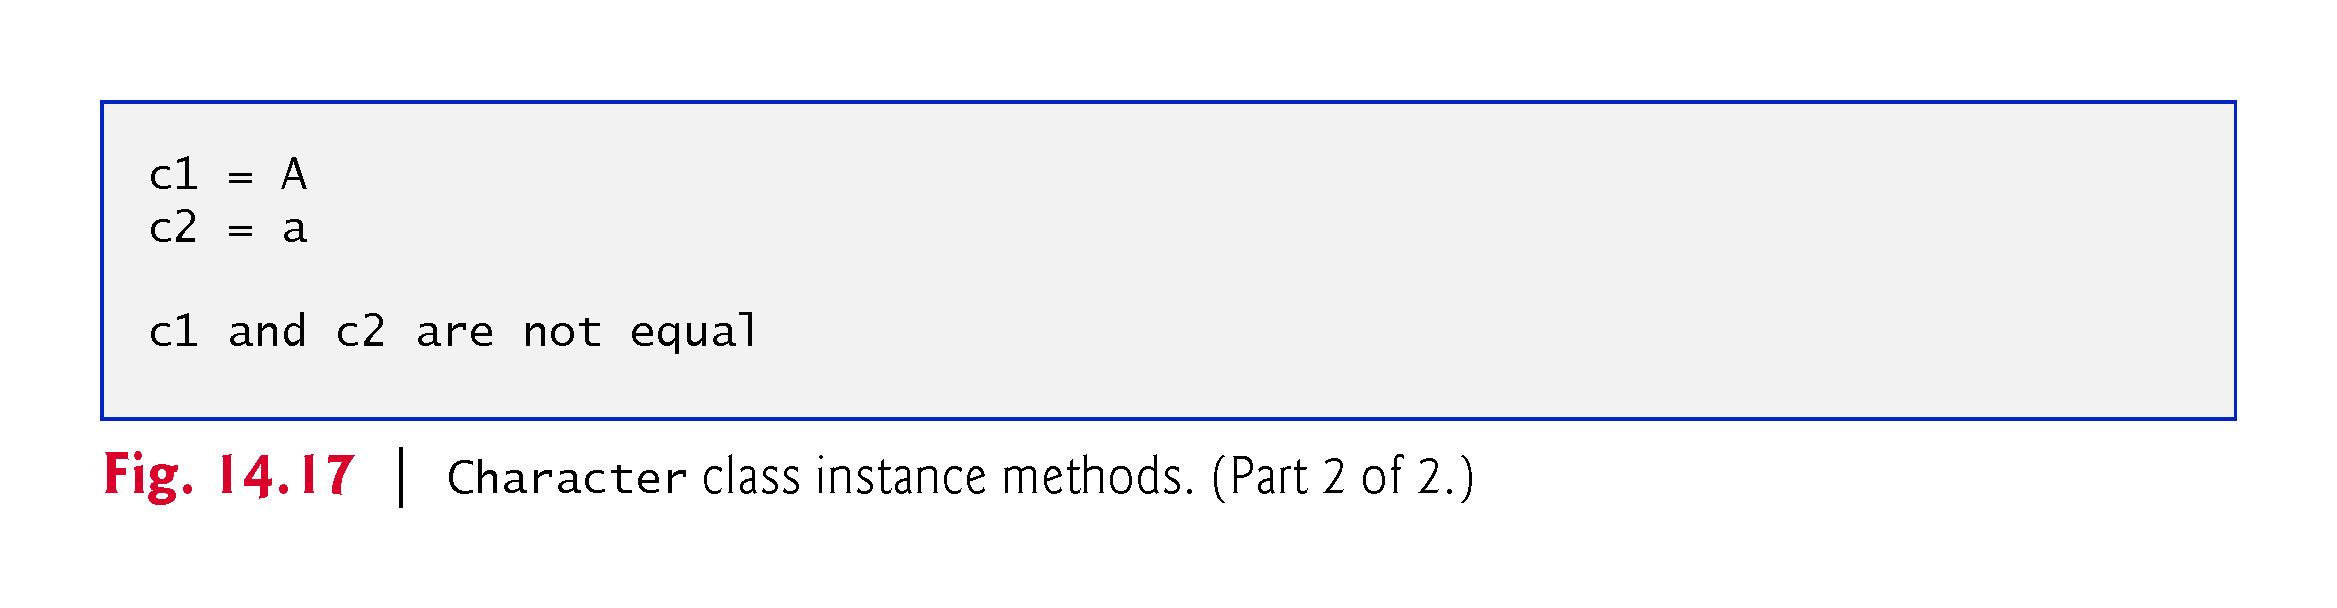 c1 = A
c2 = a
c1 and c2 are not equal
Fig. 14.17 | Character class instance methods. (Part 2 of 2.)